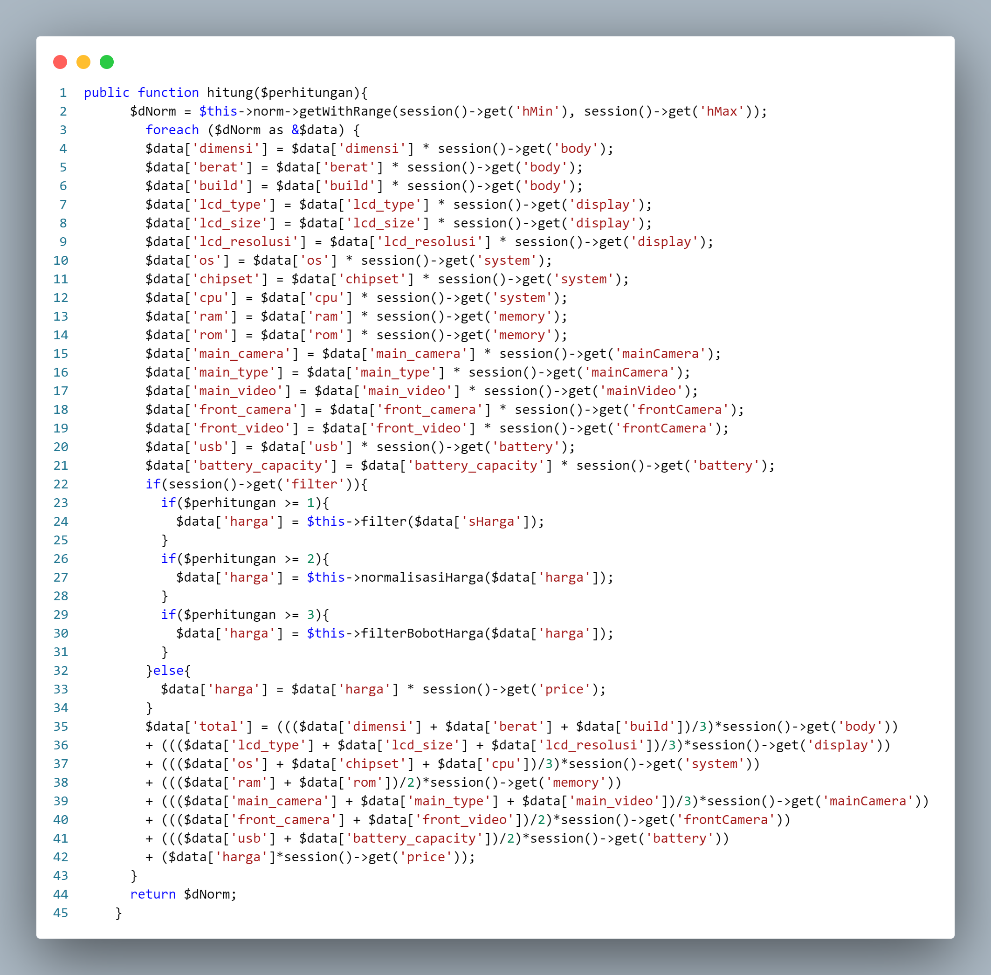 1 public function hitung($perhitungan){
2 $dNorm = $this->norm->getWithRange(session()->get('hMin'), session()->get('hMax'));
3 foreach ($dNorm as &$data) {
4 $data['dimensi'] = $data['dimensi'] * session()->get('body');
5 $data['berat'] = $data['berat'] * session()->get('body');
6 $data['build'] = $data['build'] * session()->get('body');
7 $data['lcd_type'] = $data['lcd_type'] * session()->get('display');
8 $data['lcd_size'] = $data['lcd_size'] * session()->get('display');
9 $data['lcd_resolusi'] = $data['lcd_resolusi'] * session()->get('display');
10 $data['os'] = $data['os'] * session()->get('system');
11 $data['chipset'] = $data['chipset'] * session()->get('system');
12 $data['cpu'] = $data['cpu'] * session()->get('system');
13 $data['ram'] = $data['ram'] * session()->get('memory');
14 $data['rom'] = $data['rom'] * session()->get('memory');
15 $data['main_camera'] = $data['main_camera'] * session()->get('mainCamera');
16 $data['main_type'] = $data['main_type'] * session()->get('mainCamera');
17 $data['main_video'] = $data['main_video'] * session()->get('mainVideo');
18 $data['front_camera'] = $data['front_camera'] * session()->get('frontCamera');
19 $data['front_video'] = $data['front_video'] * session()->get('frontCamera');
20 $data['usb'] = $data['usb'] * session()->get('battery');
21 $data['battery_capacity'] = $data['battery_capacity'] * session()->get('battery');
22 if(session()->get('filter')){
23 if($perhitungan >= 1){
24 $data['harga'] = $this->filter($data['sHarga']);
25 }
26 if($perhitungan >= 2){
27 $data['harga'] = $this->normalisasiHarga($data['harga']);
28 }
29 if($perhitungan >= 3){
30 $data['harga'] = $this->filterBobotHarga($data['harga']);
31 }
32 }else{
33 $data['harga'] = $data['harga'] * session()->get('price');
34 }
35 $data['total'] = ((($data['dimensi'] + $data['berat'] + $data['build'])/3)*session()->get('body'))
36 + ((($data['lcd_type'] + $data['lcd_size'] + $data['lcd_resolusi'])/3)*session()->get('display'))
37 + ((($data['os'] + $data['chipset'] + $data['cpu'])/3)*session()->get('system'))
38 + ((($data['ram'] + $data['rom'])/2)*session()->get('memory'))
39 + ((($data['main_camera'] + $data['main_type'] + $data['main_video'])/3)*session()->get('mainCamera'))
40 + ((($data['front_camera'] + $data['front_video'])/2)*session()->get('frontCamera'))
41 + ((($data['usb'] + $data['battery_capacity'])/2)*session()->get('battery'))
42 + ($data['harga']*session()->get('price'));
43 }
44 return $dNorm;
45 }